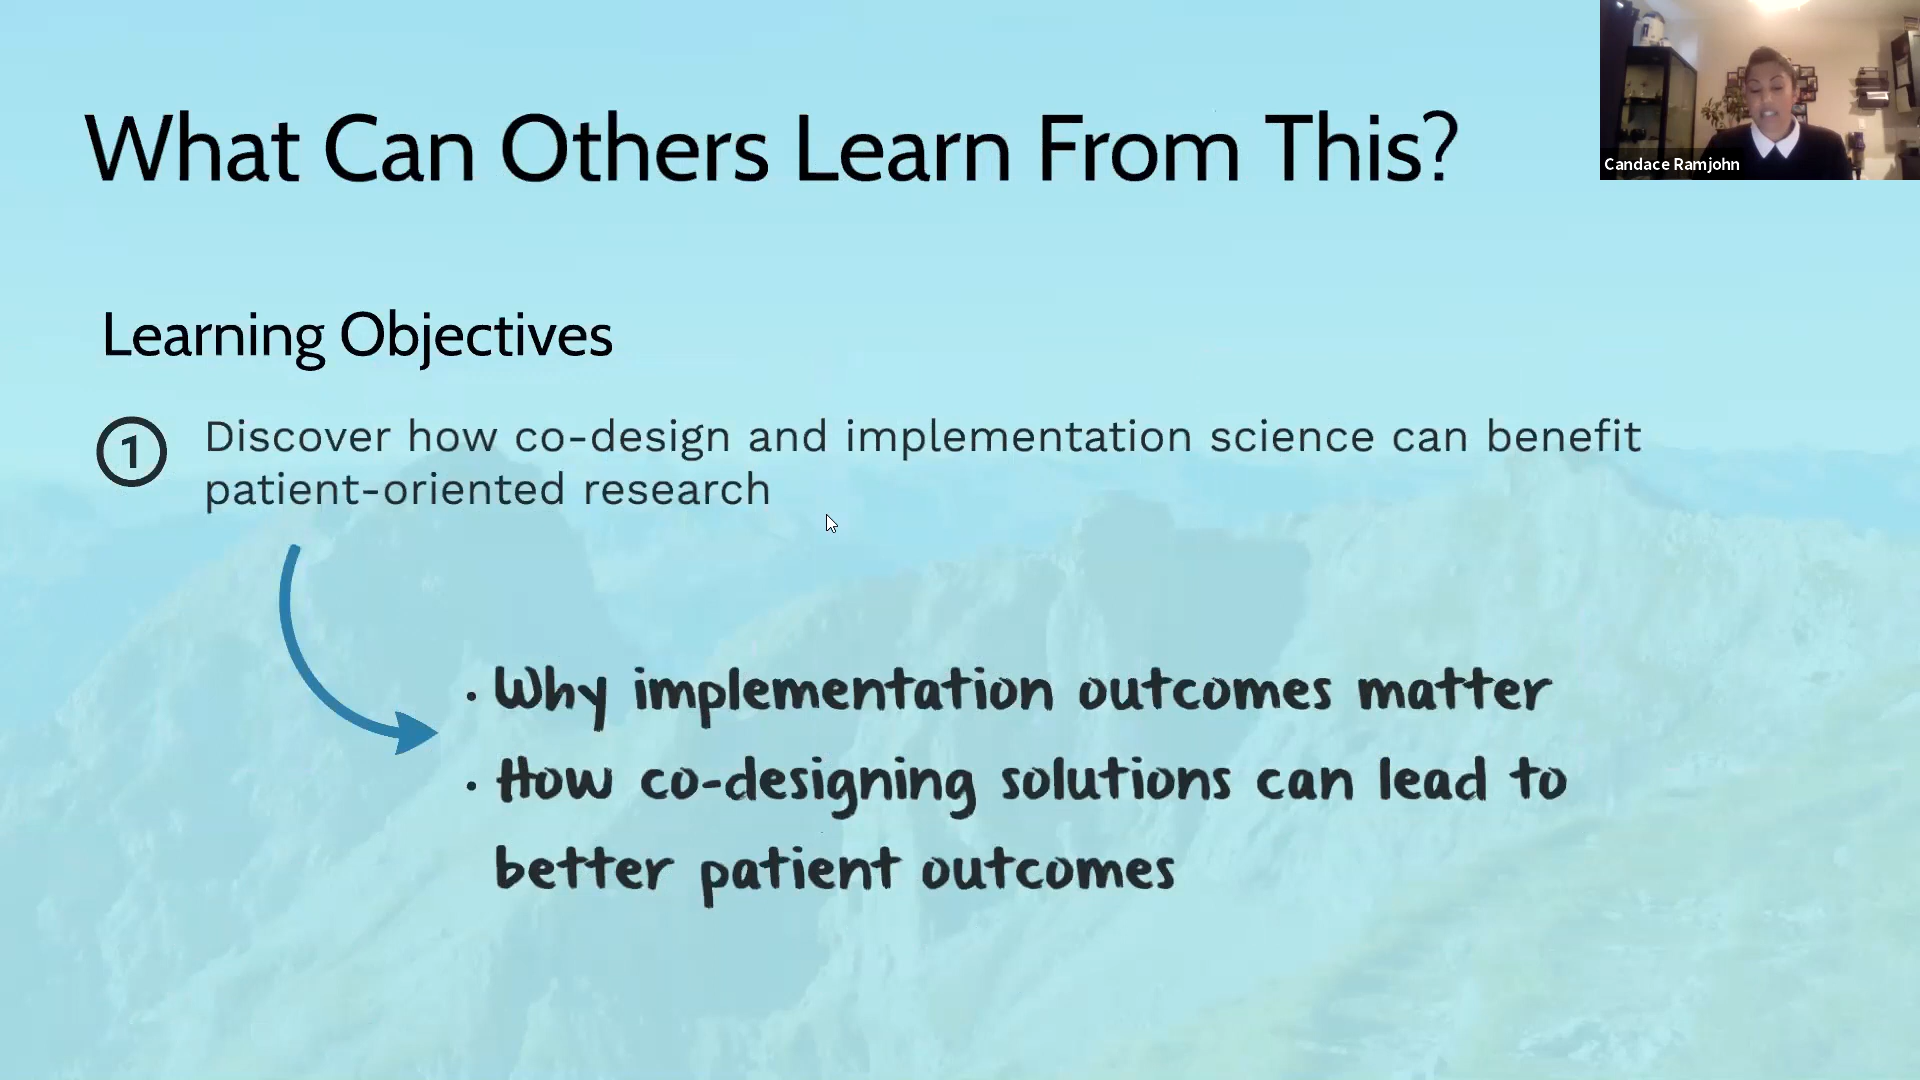 What Can Others Learn From This?
Candace Ramjohn
Learning Objectives
1 Discover how co-design and implementation science can benefit
patient-oriented research
· Why implementation outcomes matter
· How co-designing solutions can lead to
better patient outcomes